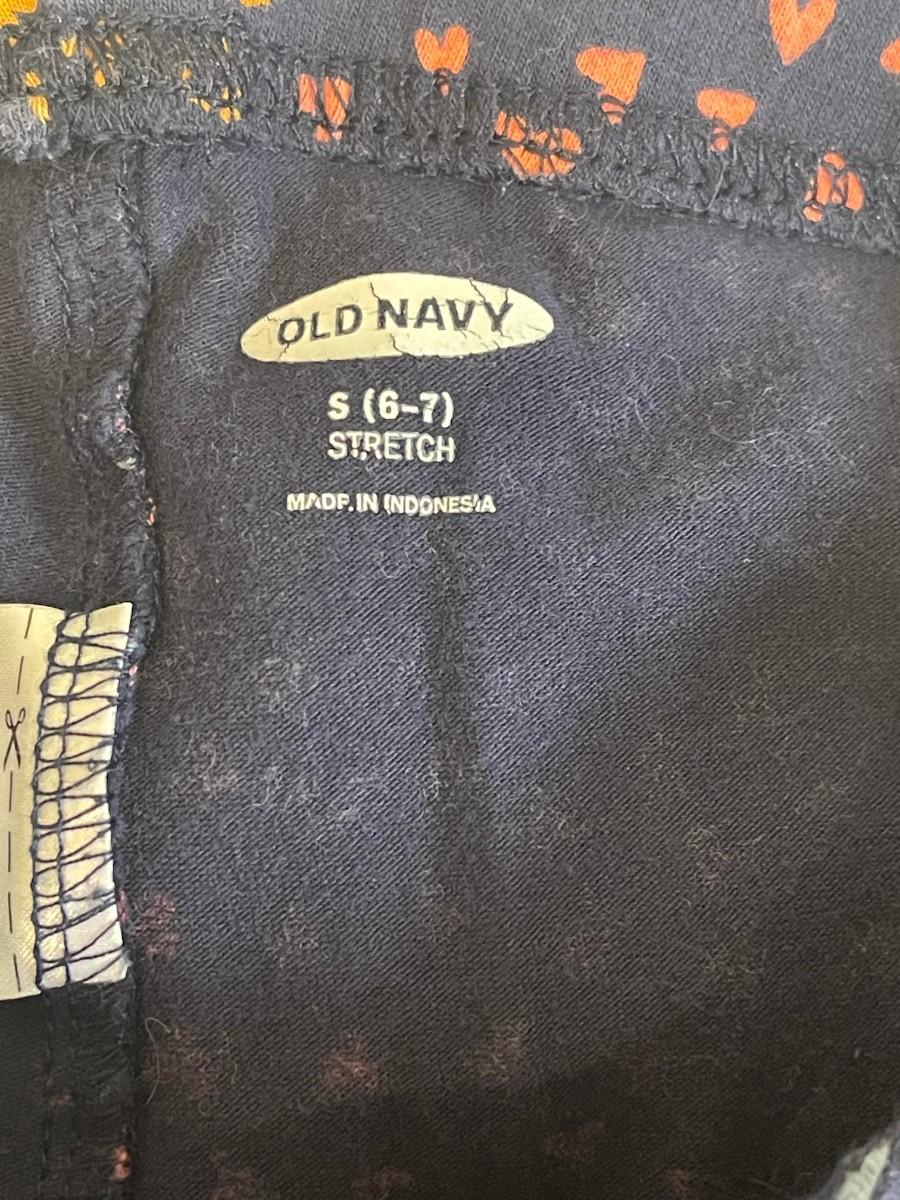 OLD NAVY
S (6-7)
STRETCH
MADE IN INDONESIA